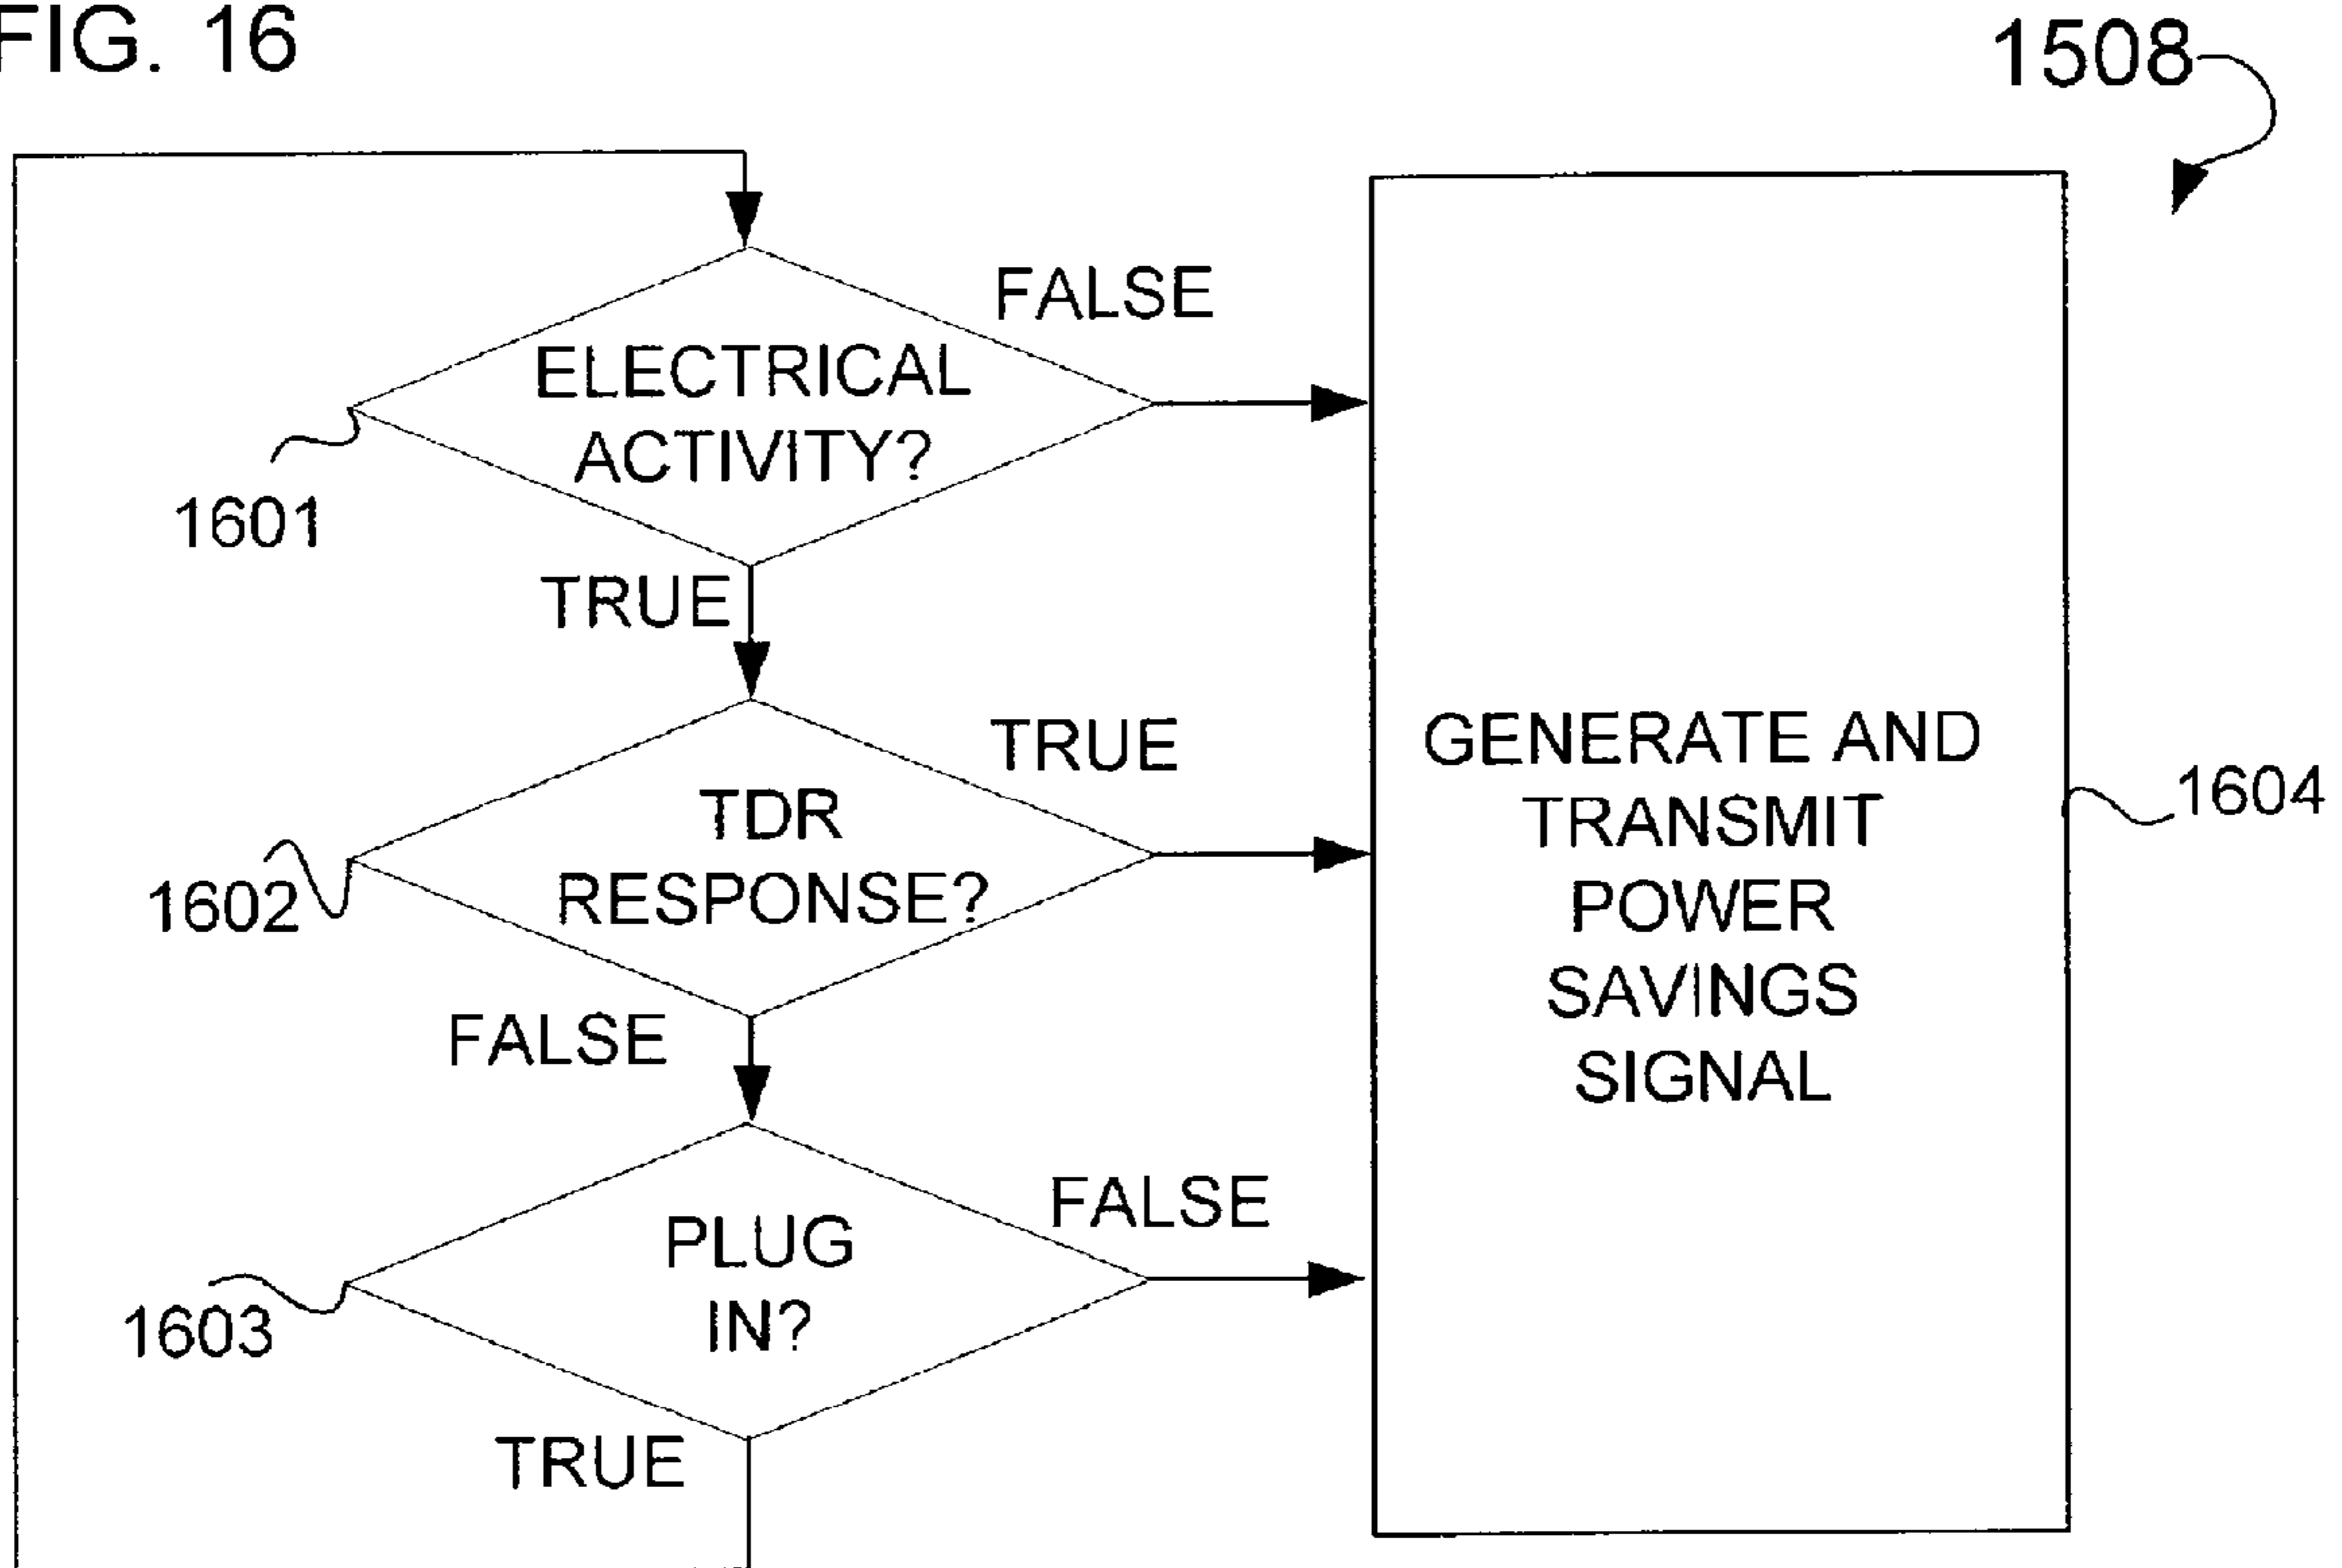 FIG. 16
1508
FALSE
ELECTRICAL
ACTIVITY?
1601
TRUE
TRUE
TDR
RESPONSE?
1602
FALSE
FALSE
PLUG
IN?
1603
TRUE
GENERATE AND
TRANSMIT
POWER
SAVINGS
SIGNAL
1604